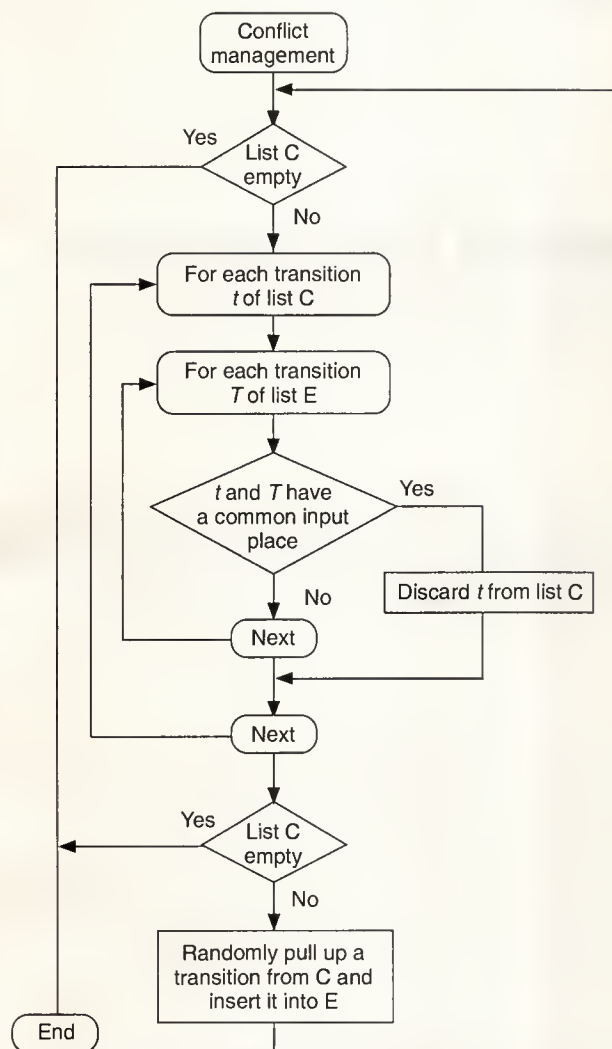 Conflict
management
Yes
List C
empty
No
For each transition
t of list C
For each transition
T of list E
t and T have
a common input
place
Yes
No
Discard t from list C
Next
Next
Yes
List C
empty
No
Randomly pull up a
transition from C and
insert it into E
End